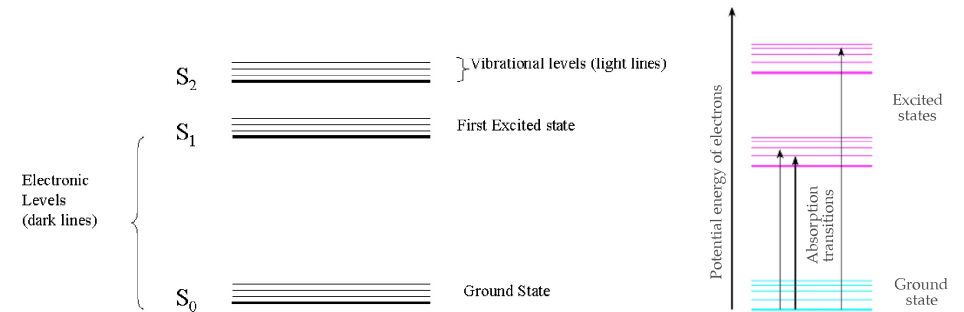 S2
Vibrational levels (light lines)
S1
First Excited state
Electronic
Levels
(dark lines)
S0
Ground State
Potential energy of electrons
Absorption
transitions
Excited
states
Ground
state